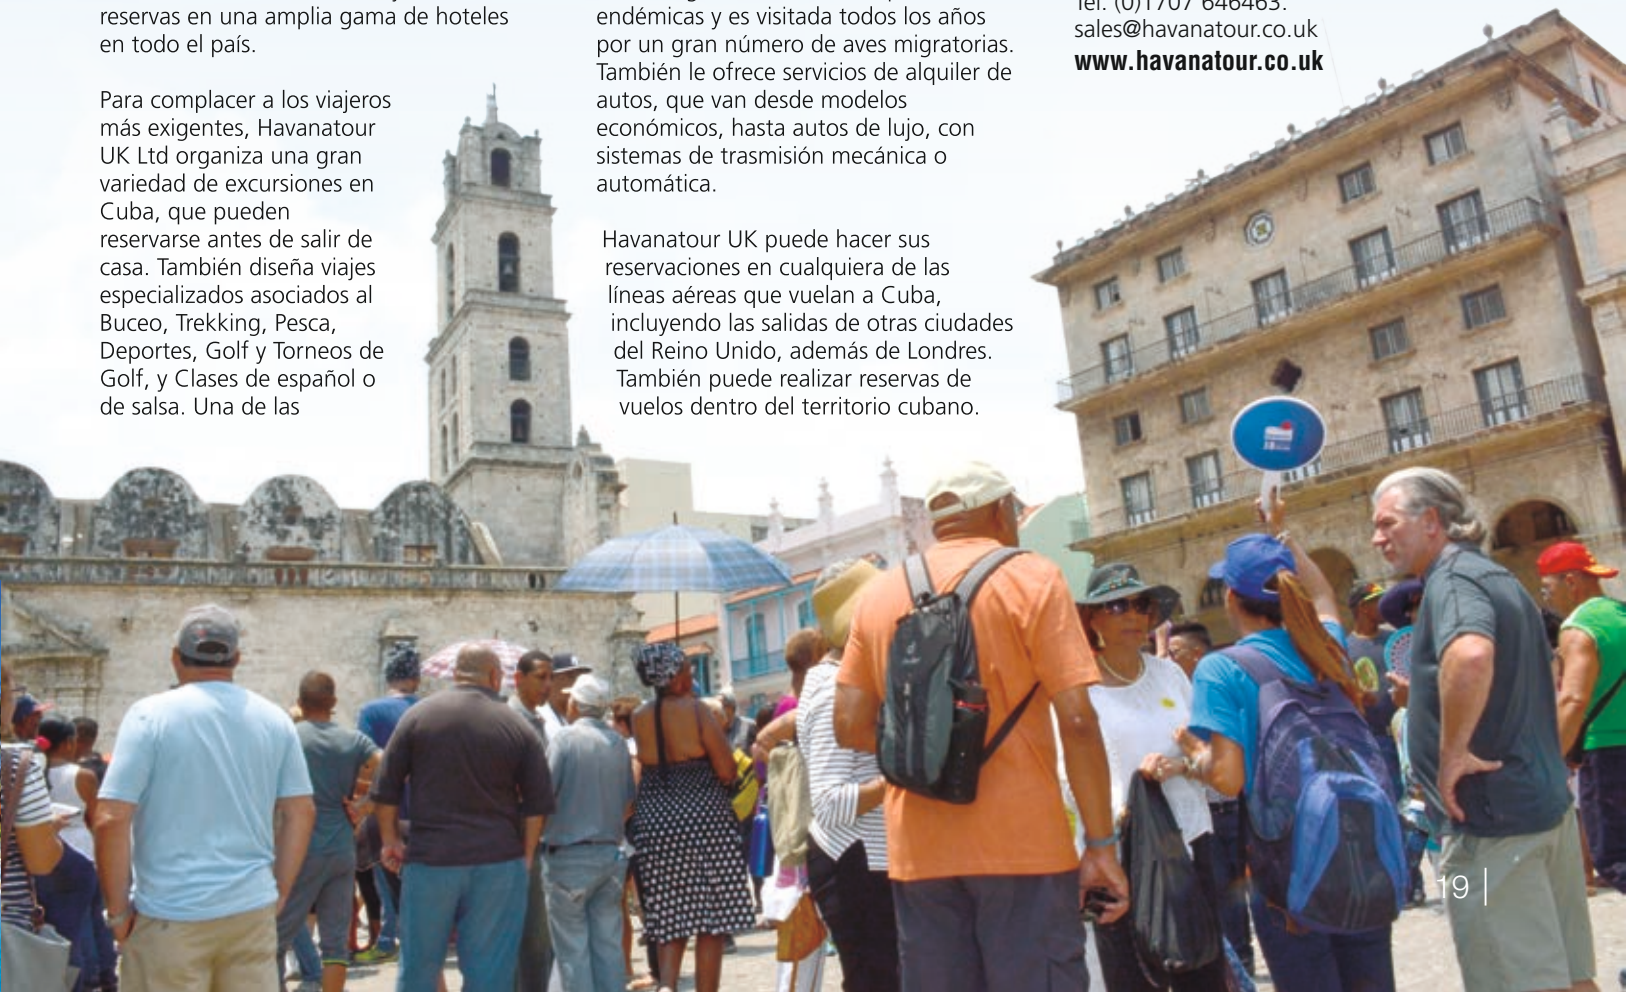 reservas en una amplia gama de hoteles
en todo el país.
Para complacer a los viajeros
más exigentes, Havanatour
UK Ltd organiza una gran
variedad de excursiones en
Cuba, que pueden
reservarse antes de salir de
casa. También diseña viajes
especializados asociados al
Buceo, Trekking, Pesca,
Deportes, Golf y Torneos de
Golf, y Clases de español o
de salsa. Una de las
endémicas y es visitada todos los años
por un gran número de aves migratorias.
También le ofrece servicios de alquiler de
autos, que van desde modelos
económicos, hasta autos de lujo, con
sistemas de trasmisión mecánica o
automática.
Havanatour UK puede hacer sus
reservaciones en cualquiera de las
líneas aéreas que vuelan a Cuba,
incluyendo las salidas de otras ciudades
del Reino Unido, además de Londres.
También puede realizar reservas de
vuelos dentro del territorio cubano.
Tel. (0)1707 646463.
sales@havanatour.co.uk
www.havanatour.co.uk
19